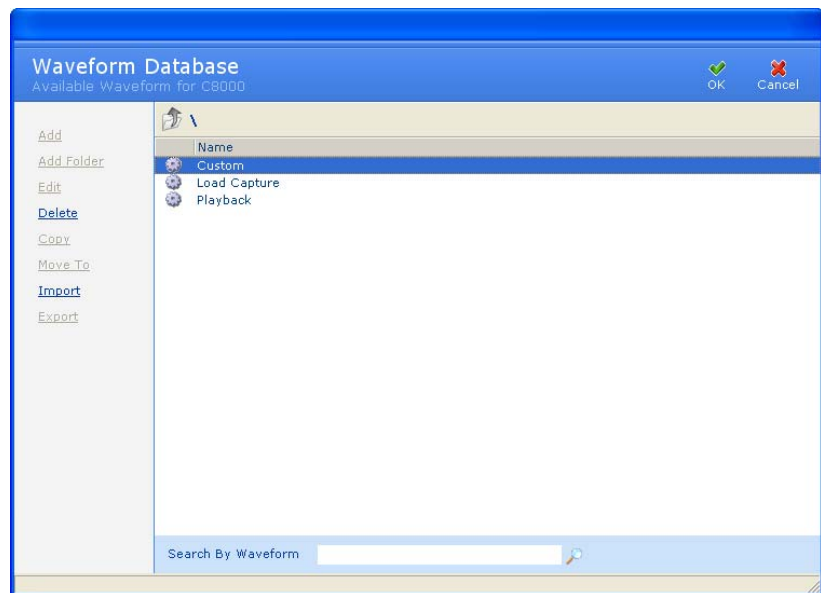 Waveform Database
Available Waveform for C8000
OK
Cancel
Add
Add Folder
Edit
Delete
Copy
Move To
Import
Export
\
Name
Custom
Load Capture
Playback
Search By Waveform